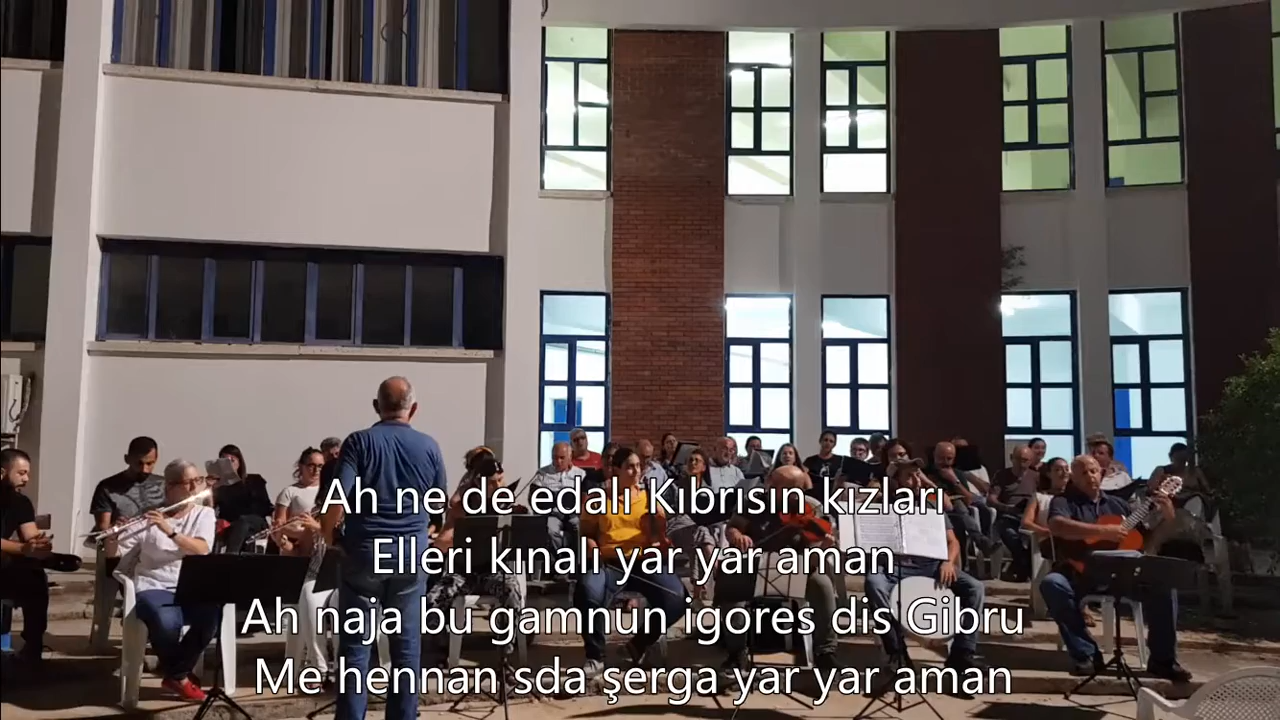 Ah ne de edalı Kıbrısın kızları
Elleri kınalı yar yar aman
Ah naja bu gamnun igores dis Gibru
Me hennan sda şerga yar yar aman